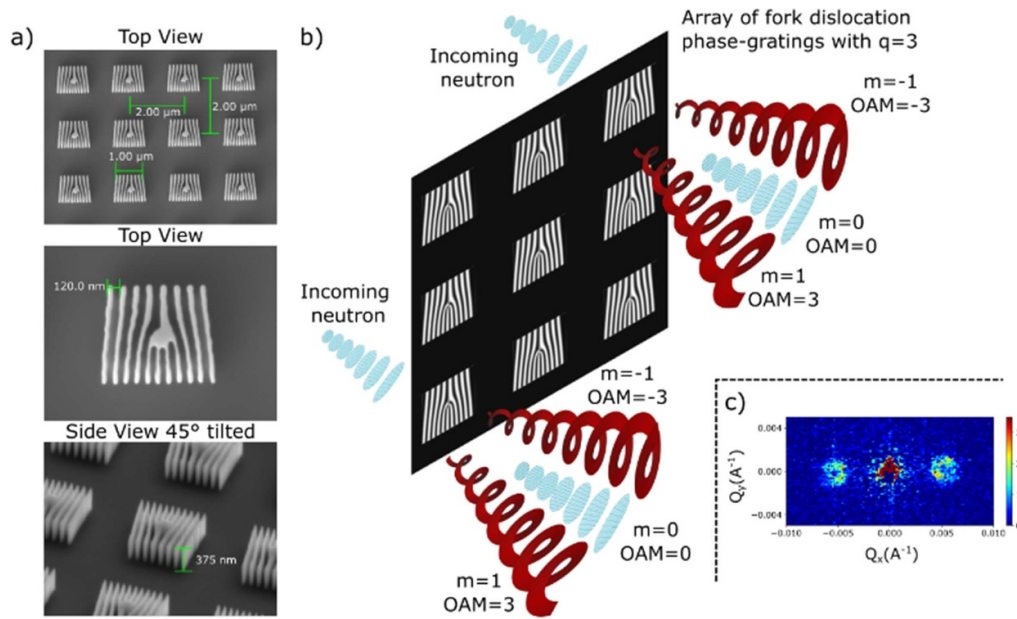 a)
Top View
2.00 µm
2.00 µm
1.00 µm
Top View
120.0 nm
Side View 45° tilted
375 nm
b)
Incoming
neutron
Array of fork dislocation
phase-gratings with q=3
m=-1
OAM=-3
m=0
OAM=0
m=1
OAM=3
Incoming
neutron
m=-1
OAM=-3
m=0
OAM=0
m=1
OAM=3
c)
0.004
0.000
−0.004
Qy(A⁻¹)
−0.010
−0.005
0.000
0.005
0.010
Qx(A⁻¹)